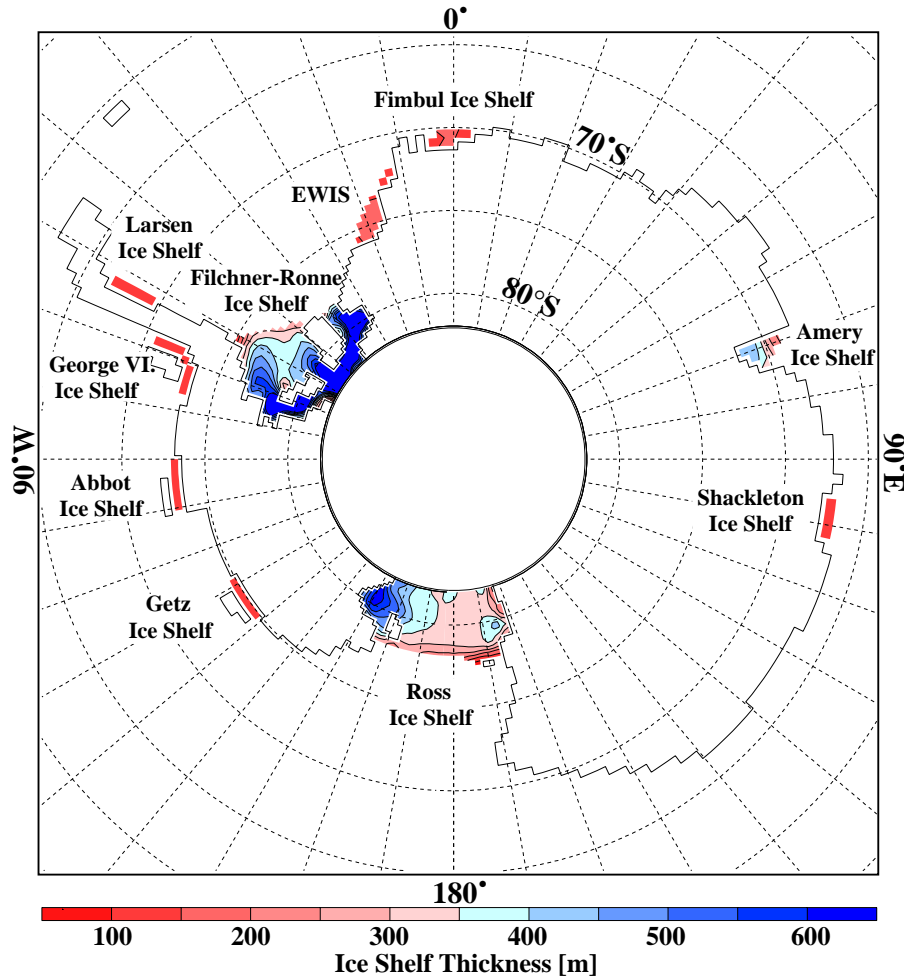 0°
Fimbul Ice Shelf
70°S
EWIS
Larsen
Ice Shelf
Filchner-Ronne
Ice Shelf
80°S
Amery
Ice Shelf
George VI.
Ice Shelf
90°W
90°E
Abbot
Ice Shelf
Shackleton
Ice Shelf
Getz
Ice Shelf
Ross
Ice Shelf
180°
100 200 300 400 500 600
Ice Shelf Thickness [m]